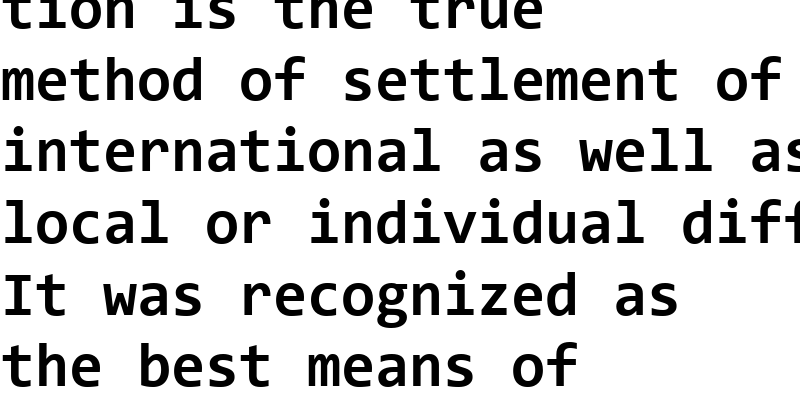 tion is the true
method of settlement of
international as well as
local or individual
It was recognized as
the best means of